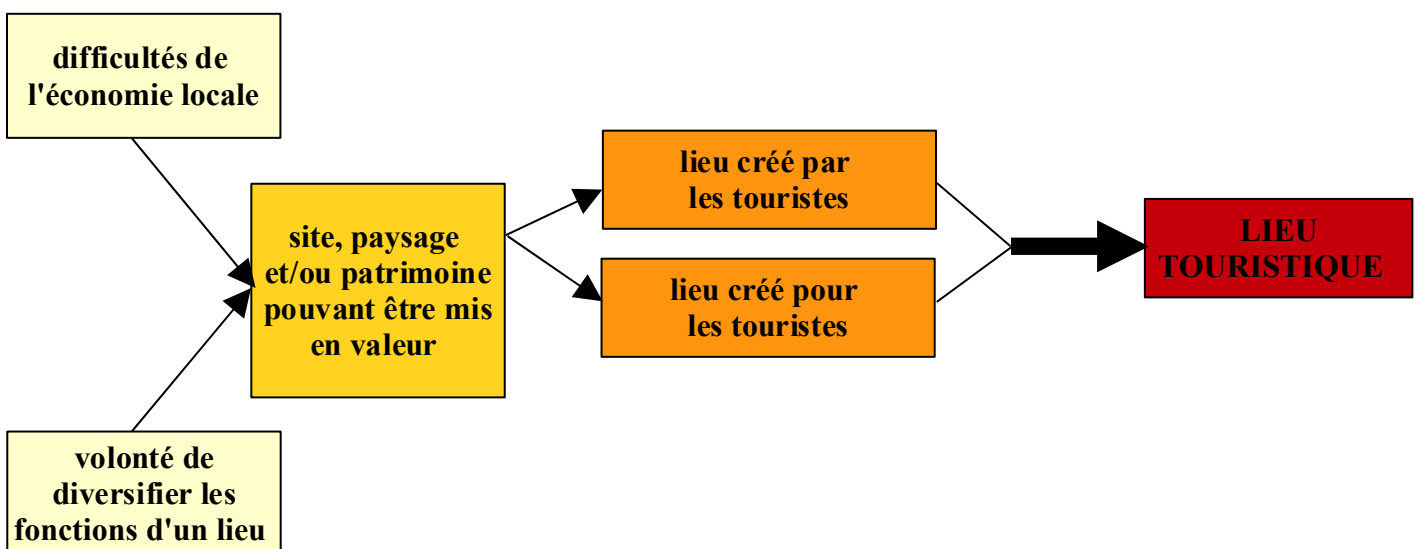 difficultés de
l'économie locale
site, paysage
et/ou patrimoine
pouvant être mis
en valeur
volonté de
diversifier les
fonctions d'un lieu
lieu créé par
les touristes
lieu créé pour
les touristes
LIEU
TOURISTIQUE